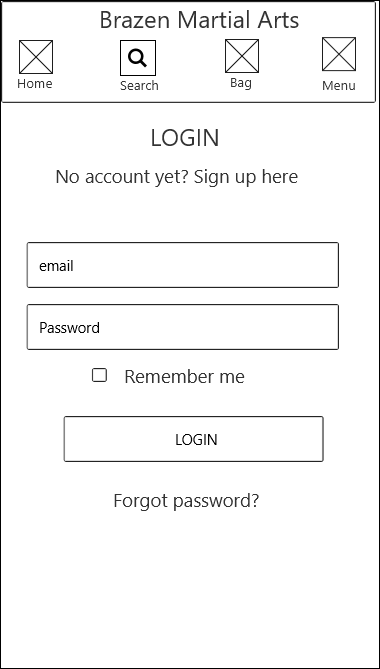 Brazen Martial Arts
Home Search Bag Menu
LOGIN
No account yet? Sign up here
email
Password
Remember me
LOGIN
Forgot password?